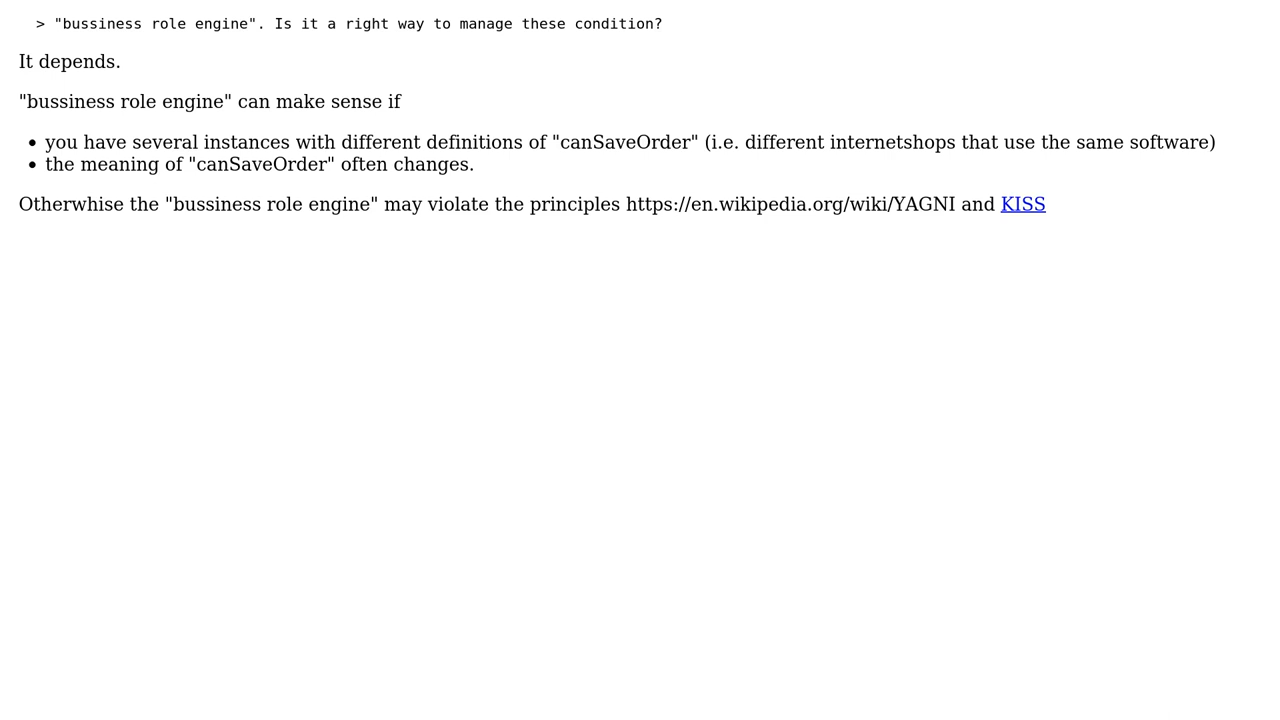 > "bussiness role engine". Is it a right way to manage these condition?
It depends.
"bussiness role engine" can make sense if
• you have several instances with different definitions of "canSaveOrder" (i.e. different internetshops that use the same software)
• the meaning of "canSaveOrder" often changes.
Otherwhise the "bussiness role engine" may violate the principles https://en.wikipedia.org/wiki/YAGNI and KISS